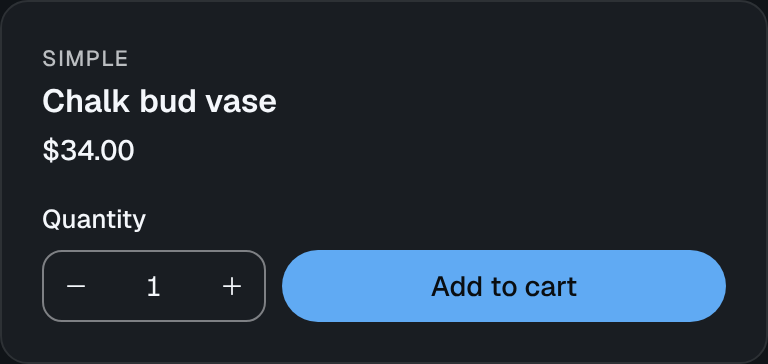 SIMPLE
Chalk bud vase
$34.00
Quantity
− 1 + Add to cart